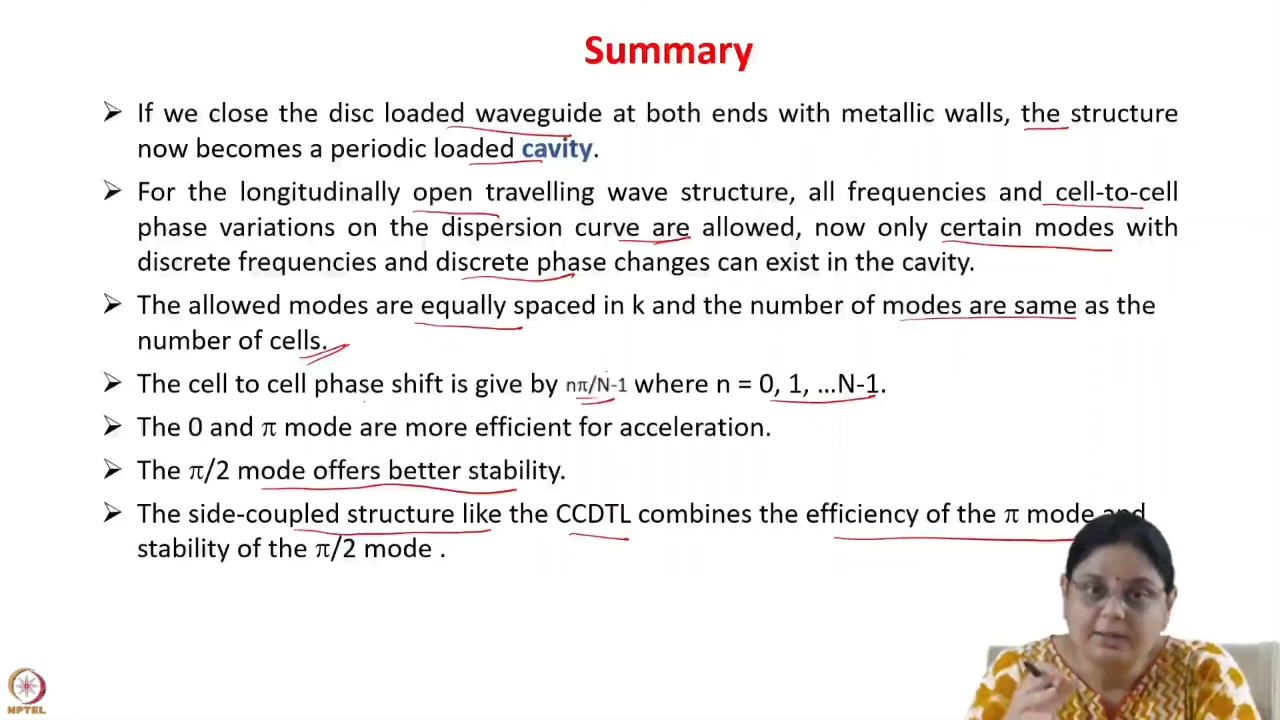 Summary
➢ If we close the disc loaded waveguide at both ends with metallic walls, the structure
now becomes a periodic loaded cavity.
➢ For the longitudinally open travelling wave structure, all frequencies and cell-to-cell
phase variations on the dispersion curve are allowed, now only certain modes with
discrete frequencies and discrete phase changes can exist in the cavity.
➢ The allowed modes are equally spaced in k and the number of modes are same as the
number of cells.
➢ The cell to cell phase shift is give by nπ/N-1 where n = 0, 1, ...N-1.
➢ The 0 and π mode are more efficient for acceleration.
➢ The π/2 mode offers better stability.
➢ The side-coupled structure like the CCDTL combines the efficiency of the π mode and
stability of the π/2 mode .
NPTEL